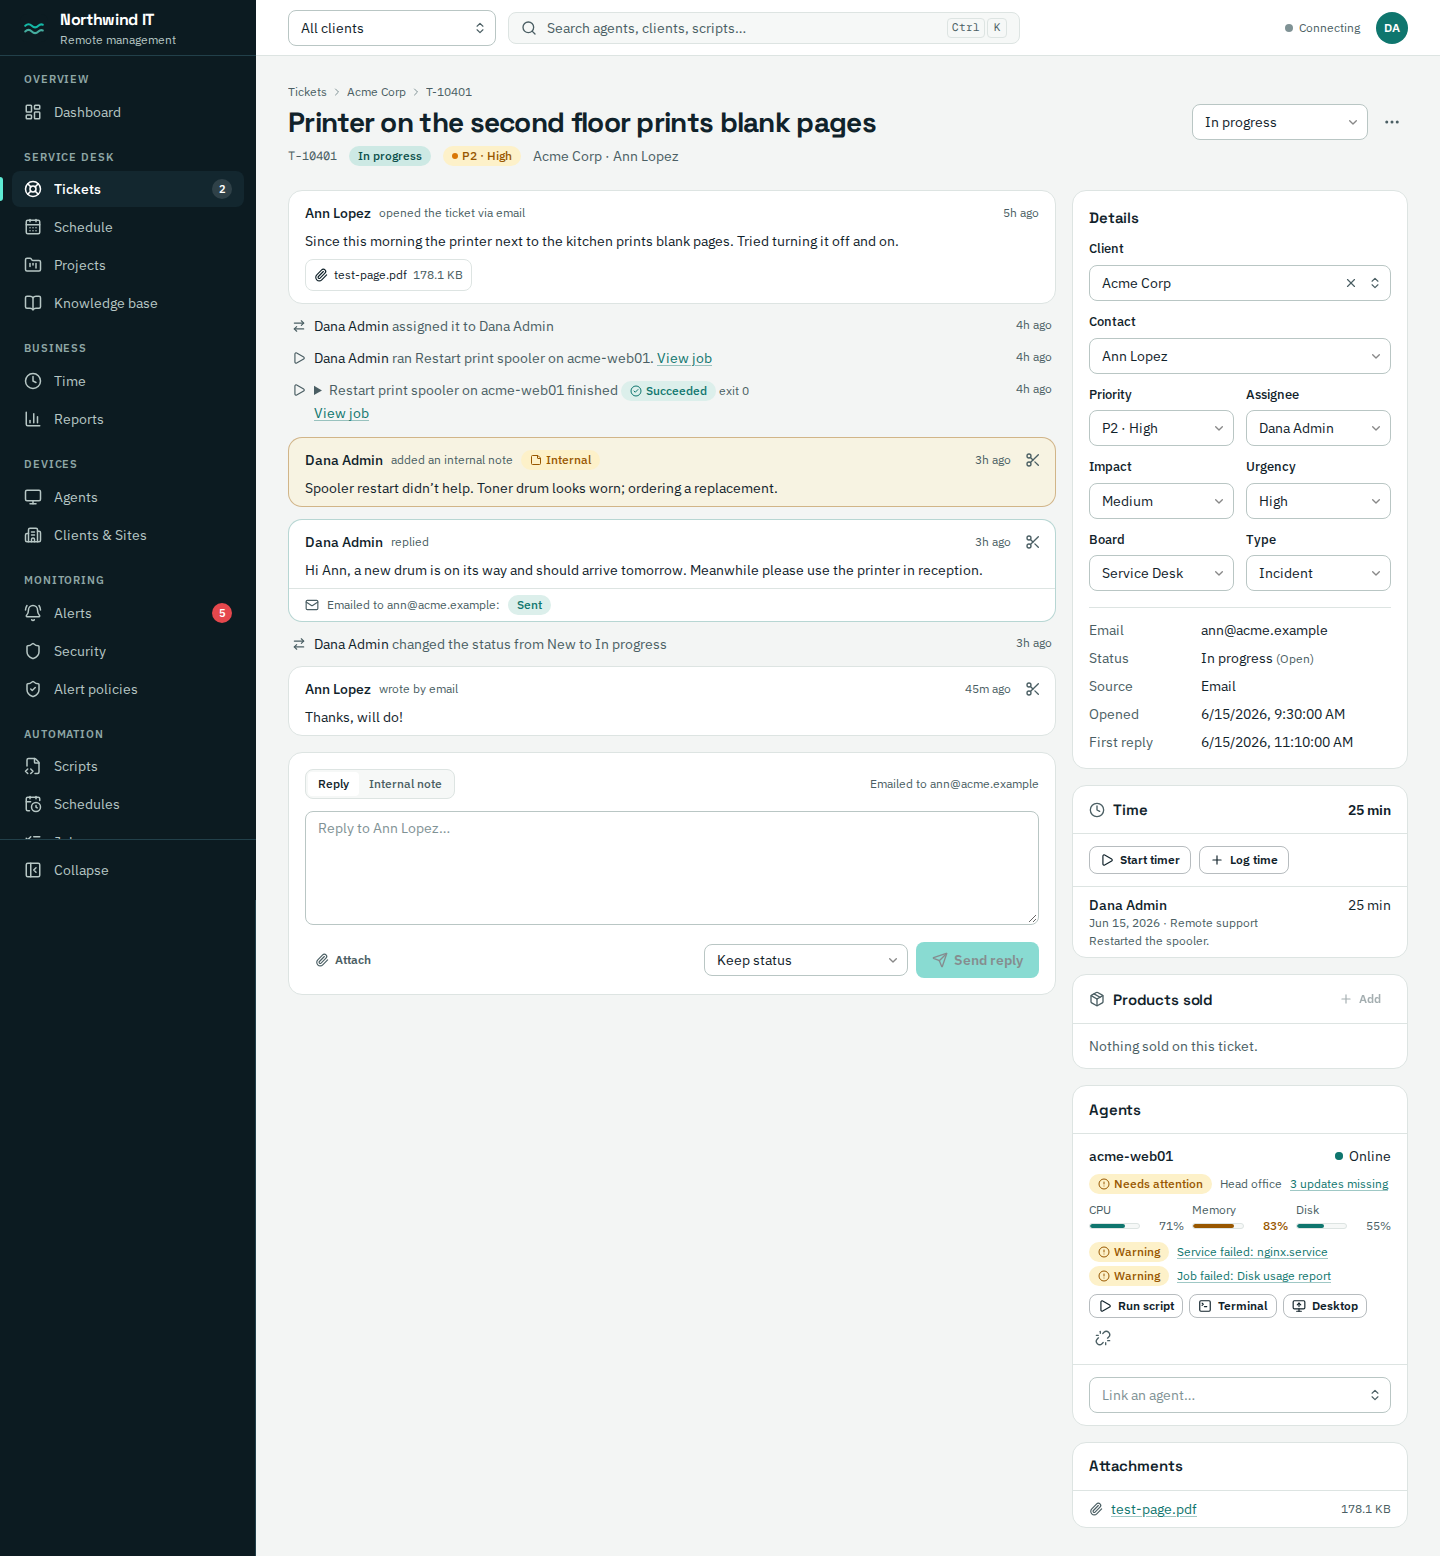 Northwind IT
Remote management
OVERVIEW
Dashboard
SERVICE DESK
Tickets 2
Schedule
Projects
Knowledge base
BUSINESS
Time
Reports
DEVICES
Agents
Clients & Sites
MONITORING
Alerts 5
Security
Alert policies
AUTOMATION
Scripts
Schedules
Collapse
All clients
Search agents, clients, scripts...
Ctrl K
Connecting
DA
Tickets > Acme Corp > T-10401
Printer on the second floor prints blank pages
T-10401 In progress P2 · High Acme Corp · Ann Lopez
In progress
Ann Lopez opened the ticket via email 5h ago
Since this morning the printer next to the kitchen prints blank pages. Tried turning it off and on.
test-page.pdf 178.1 KB
Dana Admin assigned it to Dana Admin 4h ago
Dana Admin ran Restart print spooler on acme-web01. View job 4h ago
Restart print spooler on acme-web01 finished Succeeded exit 0 4h ago
View job
Dana Admin added an internal note Internal 3h ago
Spooler restart didn’t help. Toner drum looks worn; ordering a replacement.
Dana Admin replied 3h ago
Hi Ann, a new drum is on its way and should arrive tomorrow. Meanwhile please use the printer in reception.
Emailed to ann@acme.example: Sent
Dana Admin changed the status from New to In progress 3h ago
Ann Lopez wrote by email 45m ago
Thanks, will do!
Reply Internal note Emailed to ann@acme.example
Reply to Ann Lopez...
Attach Keep status Send reply
Details
Client
Acme Corp
Contact
Ann Lopez
Priority Assignee
P2 · High Dana Admin
Impact Urgency
Medium High
Board Type
Service Desk Incident
Email ann@acme.example
Status In progress (Open)
Source Email
Opened 6/15/2026, 9:30:00 AM
First reply 6/15/2026, 11:10:00 AM
Time 25 min
Start timer Log time
Dana Admin 25 min
Jun 15, 2026 · Remote support
Restarted the spooler.
Products sold Add
Nothing sold on this ticket.
Agents
acme-web01 Online
Needs attention Head office 3 updates missing
CPU Memory Disk
71% 83% 55%
Warning Service failed: nginx.service
Warning Job failed: Disk usage report
Run script Terminal Desktop
Link an agent...
Attachments
test-page.pdf 178.1 KB